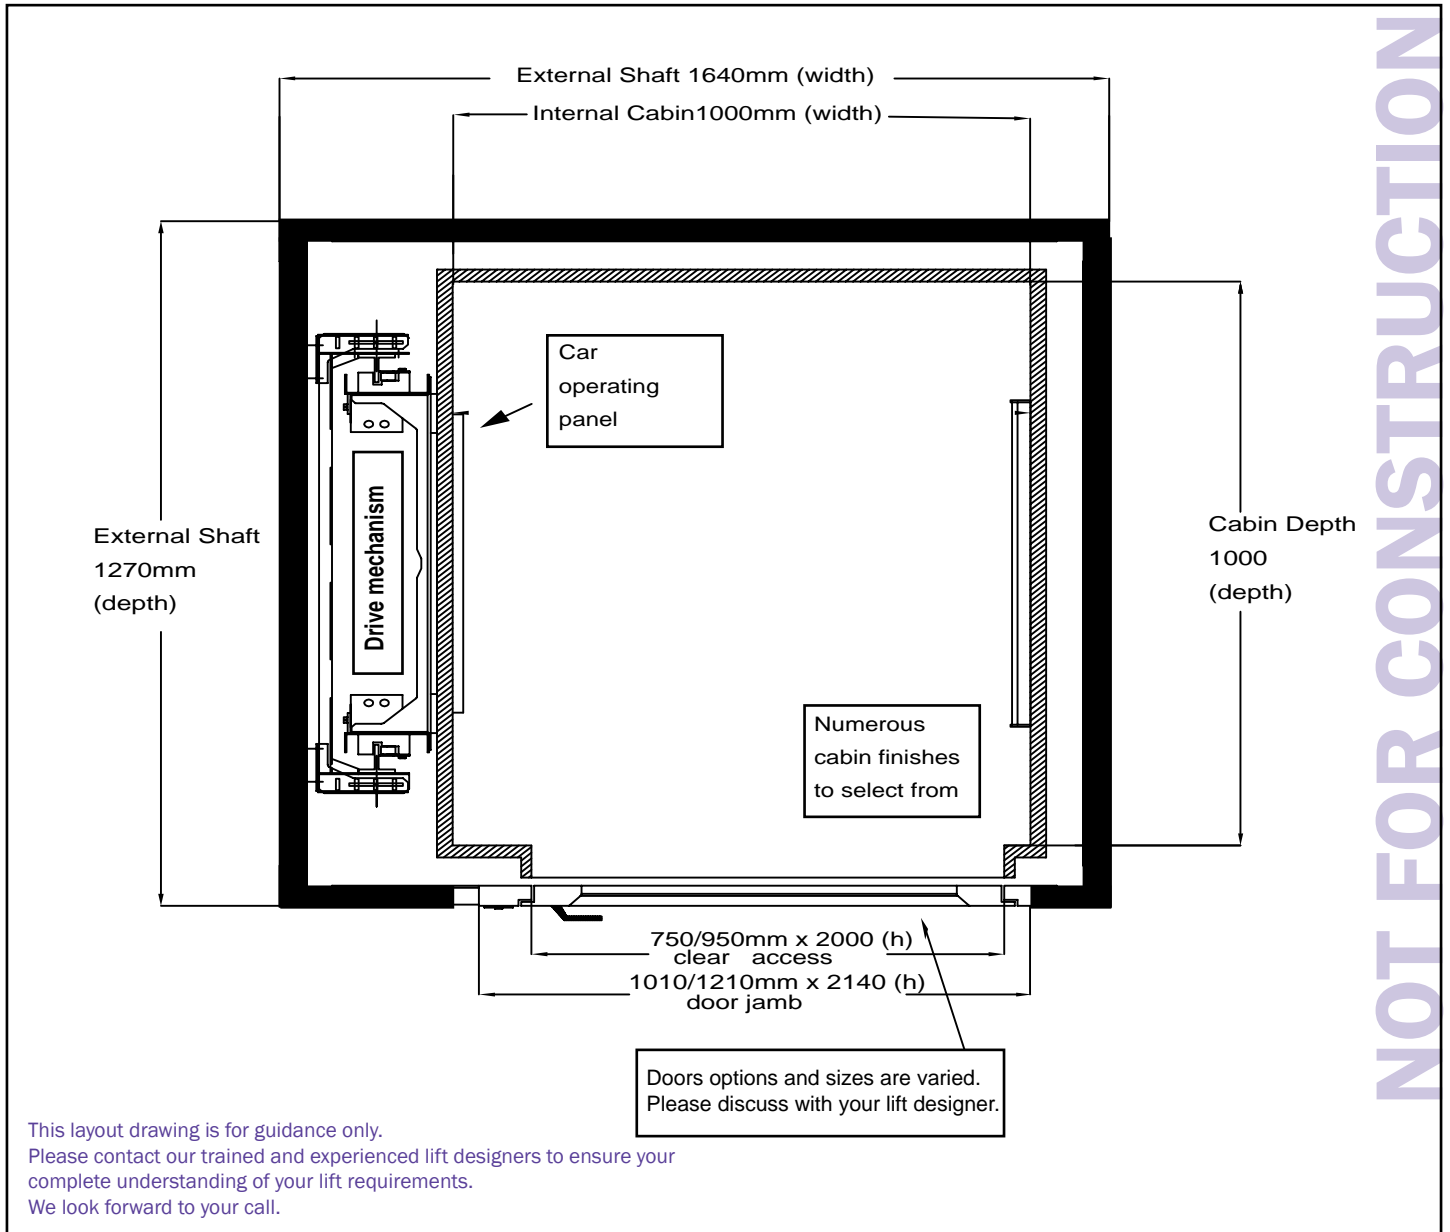 External Shaft 1640mm (width)
Internal Cabin1000mm (width)
Car
operating
panel
External Shaft
1270mm
(depth)
Drive mechanism
Cabin Depth
1000
(depth)
Numerous
cabin finishes
to select from
750/950mm x 2000 (h)
clear access
1010/1210mm x 2140 (h)
door jamb
Doors options and sizes are varied.
Please discuss with your lift designer.
This layout drawing is for guidance only.
Please contact our trained and experienced lift designers to ensure your
complete understanding of your lift requirements.
We look forward to your call.
NOT FOR CONSTRUCTION